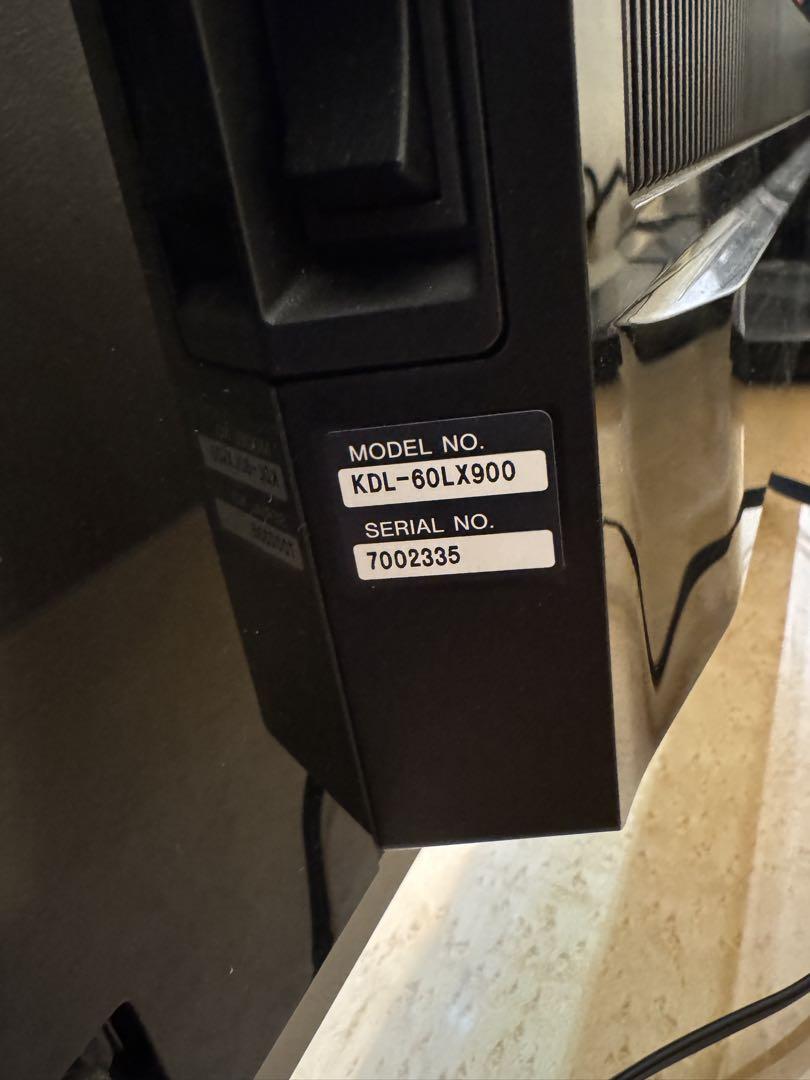 MODEL NO.
KDL-60LX900
SERIAL NO.
7002335